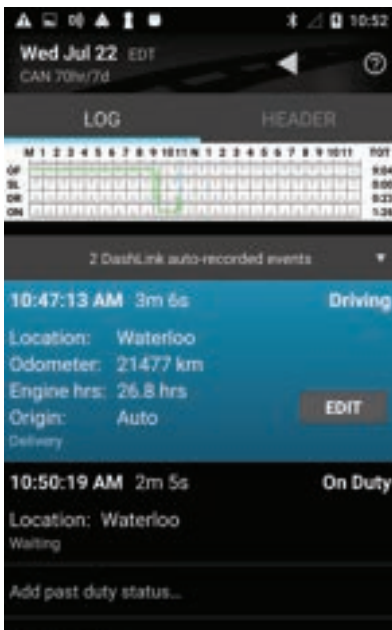 10:52
Wed Jul 22 EDT
CAN 70hr/7d
LOG HEADER
M 1 2 3 4 5 6 7 8 9 10 11 N 1 2 3 4 5 6 7 8 9 10 11 TOT
OF 9:04
SL
DR 0:23
ON
2 DashLink auto-recorded events
10:47:13 AM 3m 6s Driving
Location: Waterloo
Odometer: 21477 km
Engine hrs: 26.8 hrs
EDIT
Origin: Auto
Delivery
10:50:19 AM 2m 5s On Duty
Location: Waterloo
Waiting
Add past duty status...